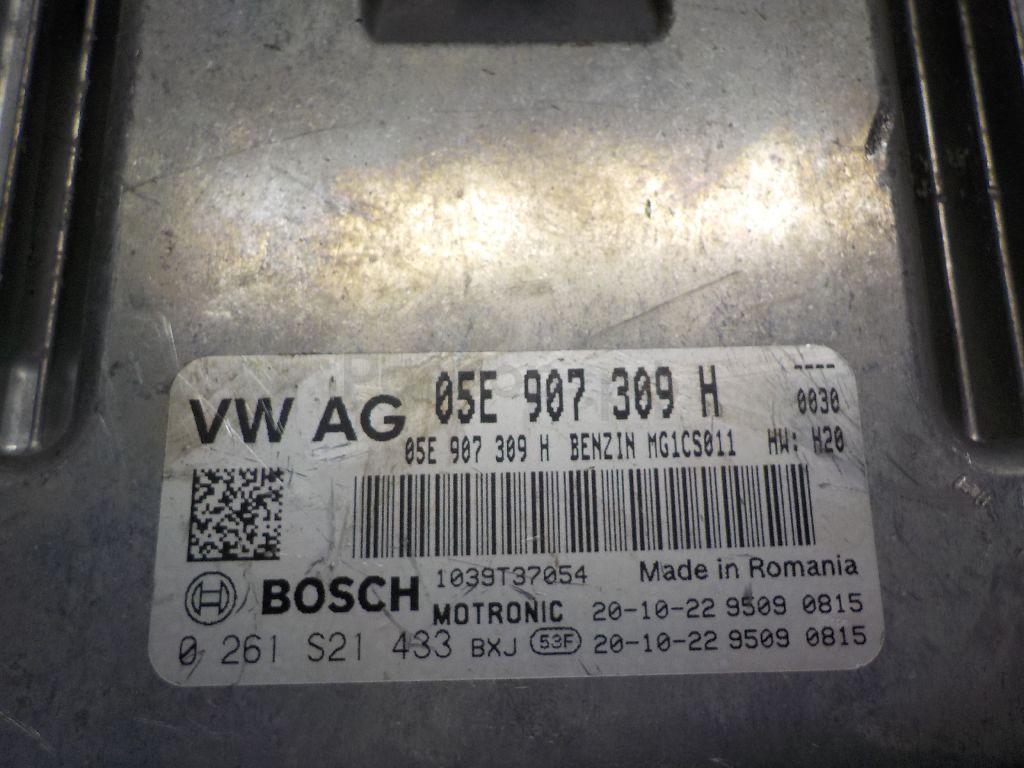 VW AG 05E 907 309 H ----
0030
05E 907 309 H BENZIN MG1CS011 HW: H20
BOSCH 1039T37054 Made in Romania
MOTRONIC 20-10-22 9509 0815
0 261 S21 433 BXJ 53F 20-10-22 9509 0815